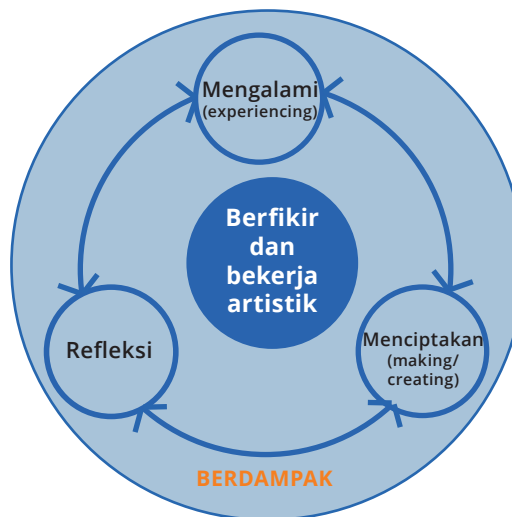 Mengalami
(experiencing)
Berfikir
dan
bekerja
artistik
Refleksi
Menciptakan
(making/
creating)
BERDAMPAK